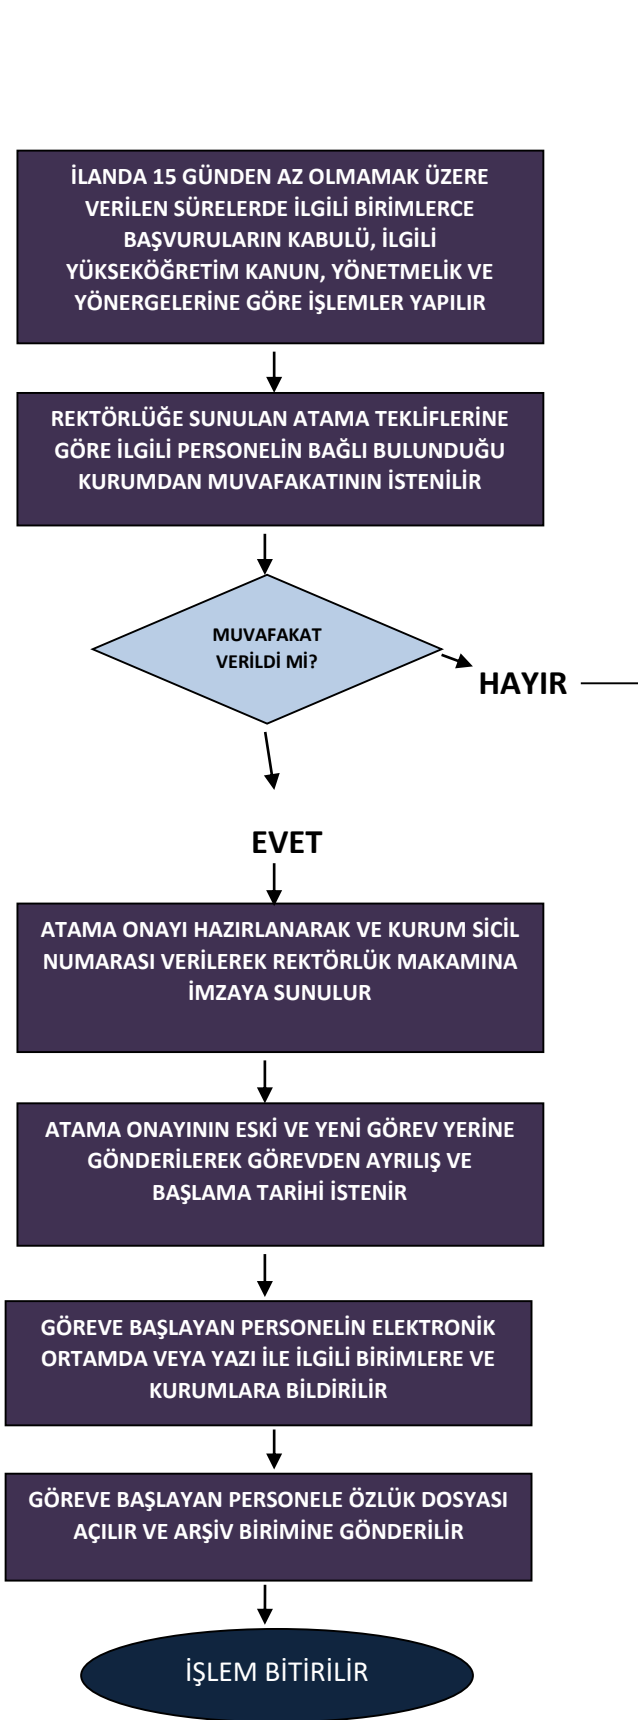 İLANDA 15 GÜNDEN AZ OLMAMAK ÜZERE
VERİLEN SÜRELERDE İLGİLİ BİRİMLERCE
BAŞVURULARIN KABULÜ, İLGİLİ
YÜKSEKÖĞRETİM KANUN, YÖNETMELİK VE
YÖNERGELERİNE GÖRE İŞLEMLER YAPILIR
REKTÖRLÜĞE SUNULAN ATAMA TEKLİFLERİNE
GÖRE İLGİLİ PERSONELİN BAĞLI BULUNDUĞU
KURUMDAN MUVAFAKATININ İSTENİLİR
MUVAFAKAT
VERİLDİ Mİ?
HAYIR
EVET
ATAMA ONAYI HAZIRLANARAK VE KURUM SİCİL
NUMARASI VERİLEREK REKTÖRLÜK MAKAMINA
İMZAYA SUNULUR
ATAMA ONAYININ ESKİ VE YENİ GÖREV YERİNE
GÖNDERİLEREK GÖREVDEN AYRILIŞ VE
BAŞLAMA TARİHİ İSTENİR
GÖREVE BAŞLAYAN PERSONELİN ELEKTRONİK
ORTAMDA VEYA YAZI İLE İLGİLİ BİRİMLERE VE
KURUMLARA BİLDİRİLİR
GÖREVE BAŞLAYAN PERSONELE ÖZLÜK DOSYASI
AÇILIR VE ARŞİV BİRİMİNE GÖNDERİLİR
İŞLEM BİTİRİLİR